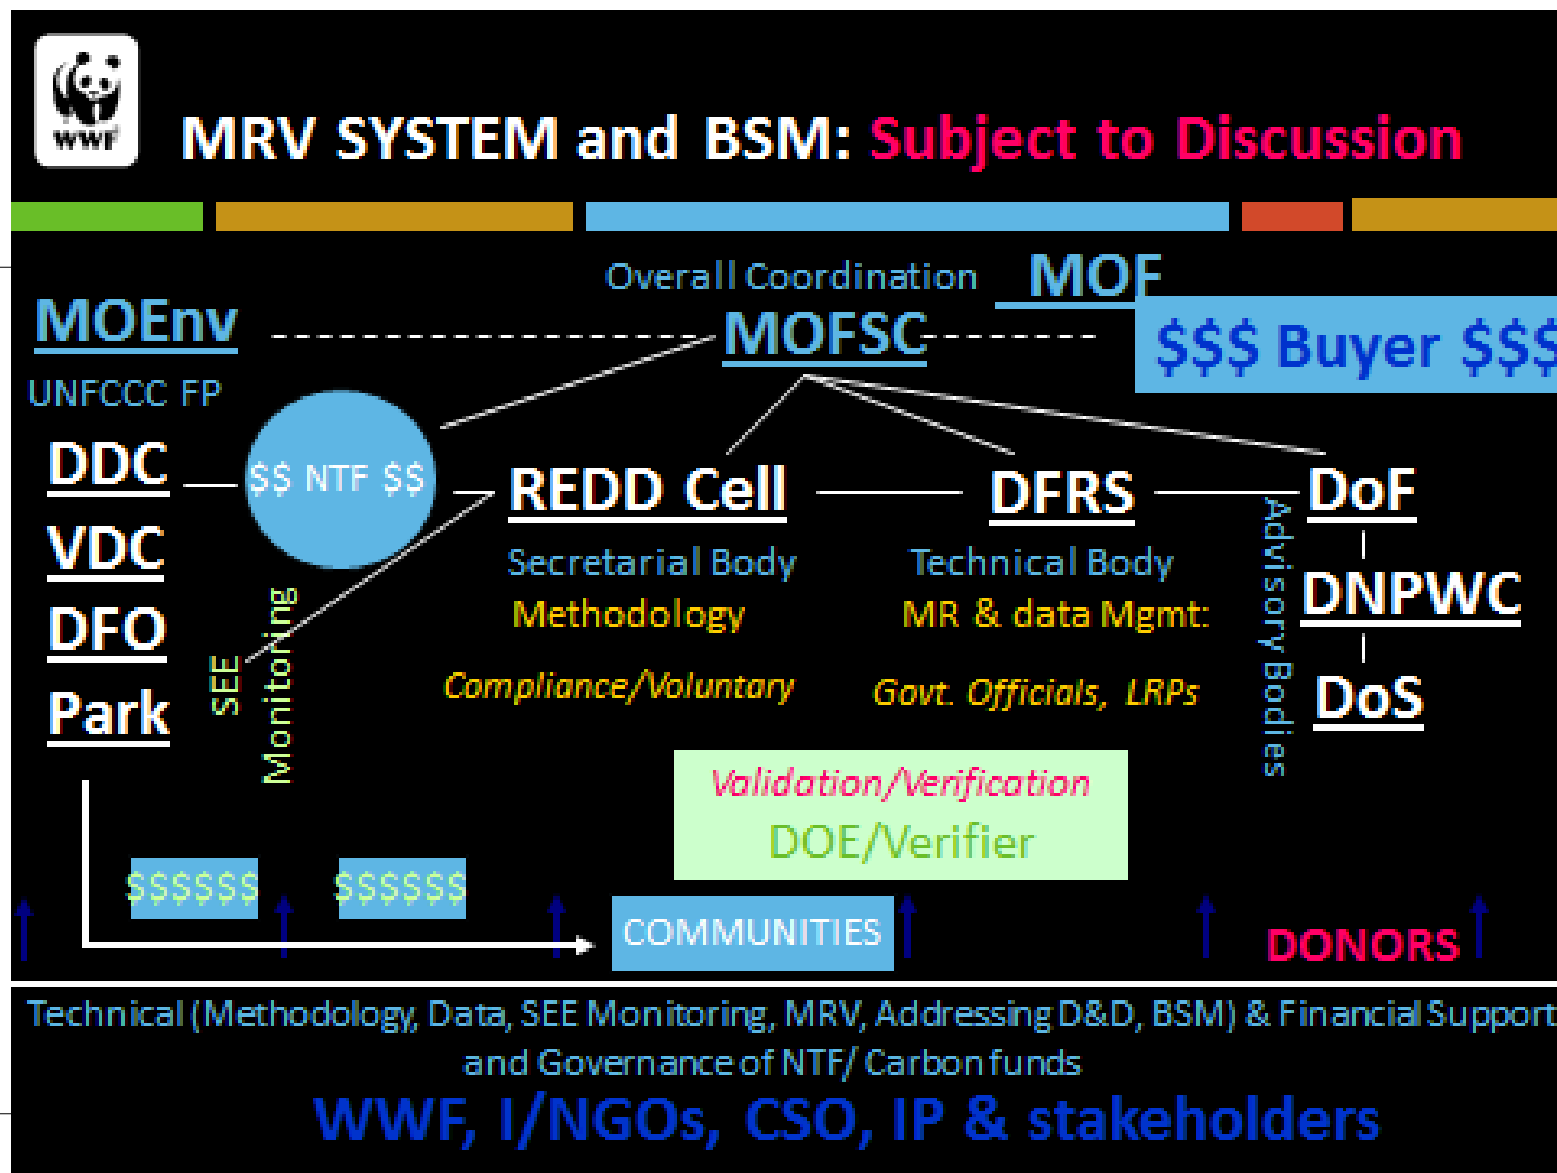 WWF
MRV SYSTEM and BSM: Subject to Discussion
Overall Coordination
MOF
MOEnv
MOFSC
$$$ Buyer $$$
UNFCCC FP
DDC
$$ NTF $$
REDD Cell
DFRS
DoF
VDC
Secretarial Body
Technical Body
Advisory Bodies
DNPWC
DFO
Methodology
MR & data Mgmt:
SEE
Monitoring
Compliance/Voluntary
Govt. Officials, LRPs
Park
DoS
Validation/Verification
DOE/Verifier
$$$$$$
$$$$$$
COMMUNITIES
DONORS
Technical (Methodology, Data, SEE Monitoring, MRV, Addressing D&D, BSM) & Financial Support
and Governance of NTF/ Carbon funds
WWF, I/NGOs, CSO, IP & stakeholders